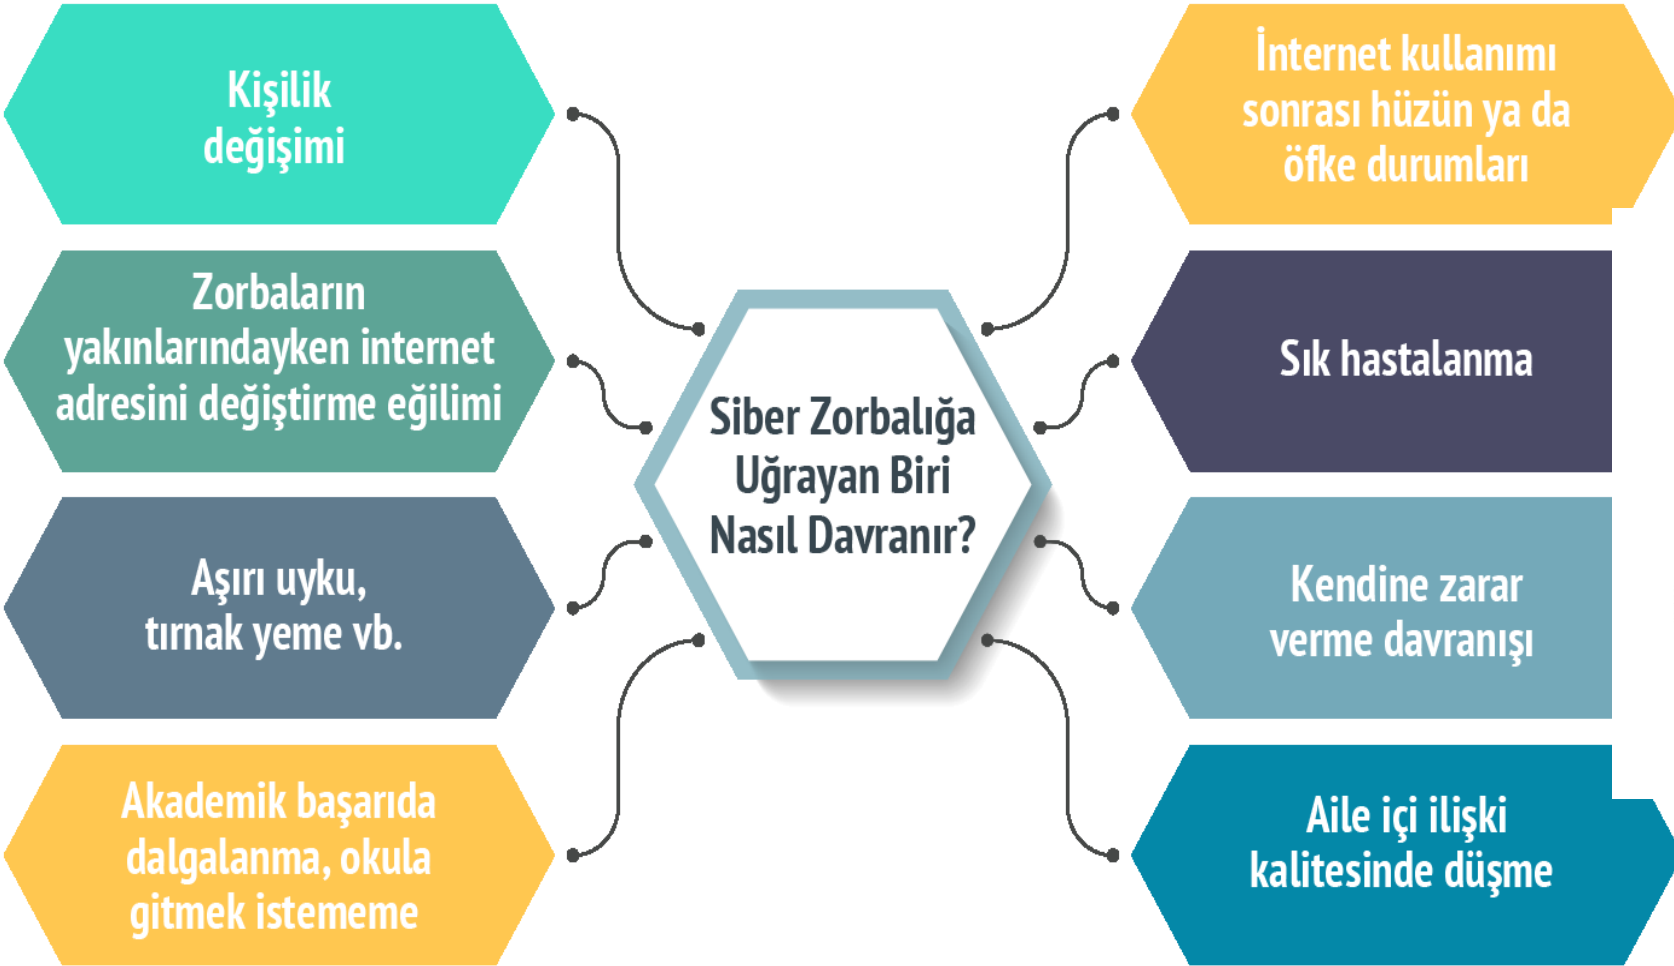 Kişilik
değişimi
Zorbaların
yakınlarındayken internet
adresini değiştirme eğilimi
Aşırı uyku,
tırnak yeme vb.
Akademik başarıda
dalgalanma, okula
gitmek istememe
Siber Zorbalığa
Uğrayan Biri
Nasıl Davranır?
İnternet kullanımı
sonrası hüzün ya da
öfke durumları
Sık hastalanma
Kendine zarar
verme davranışı
Aile içi ilişki
kalitesinde düşme